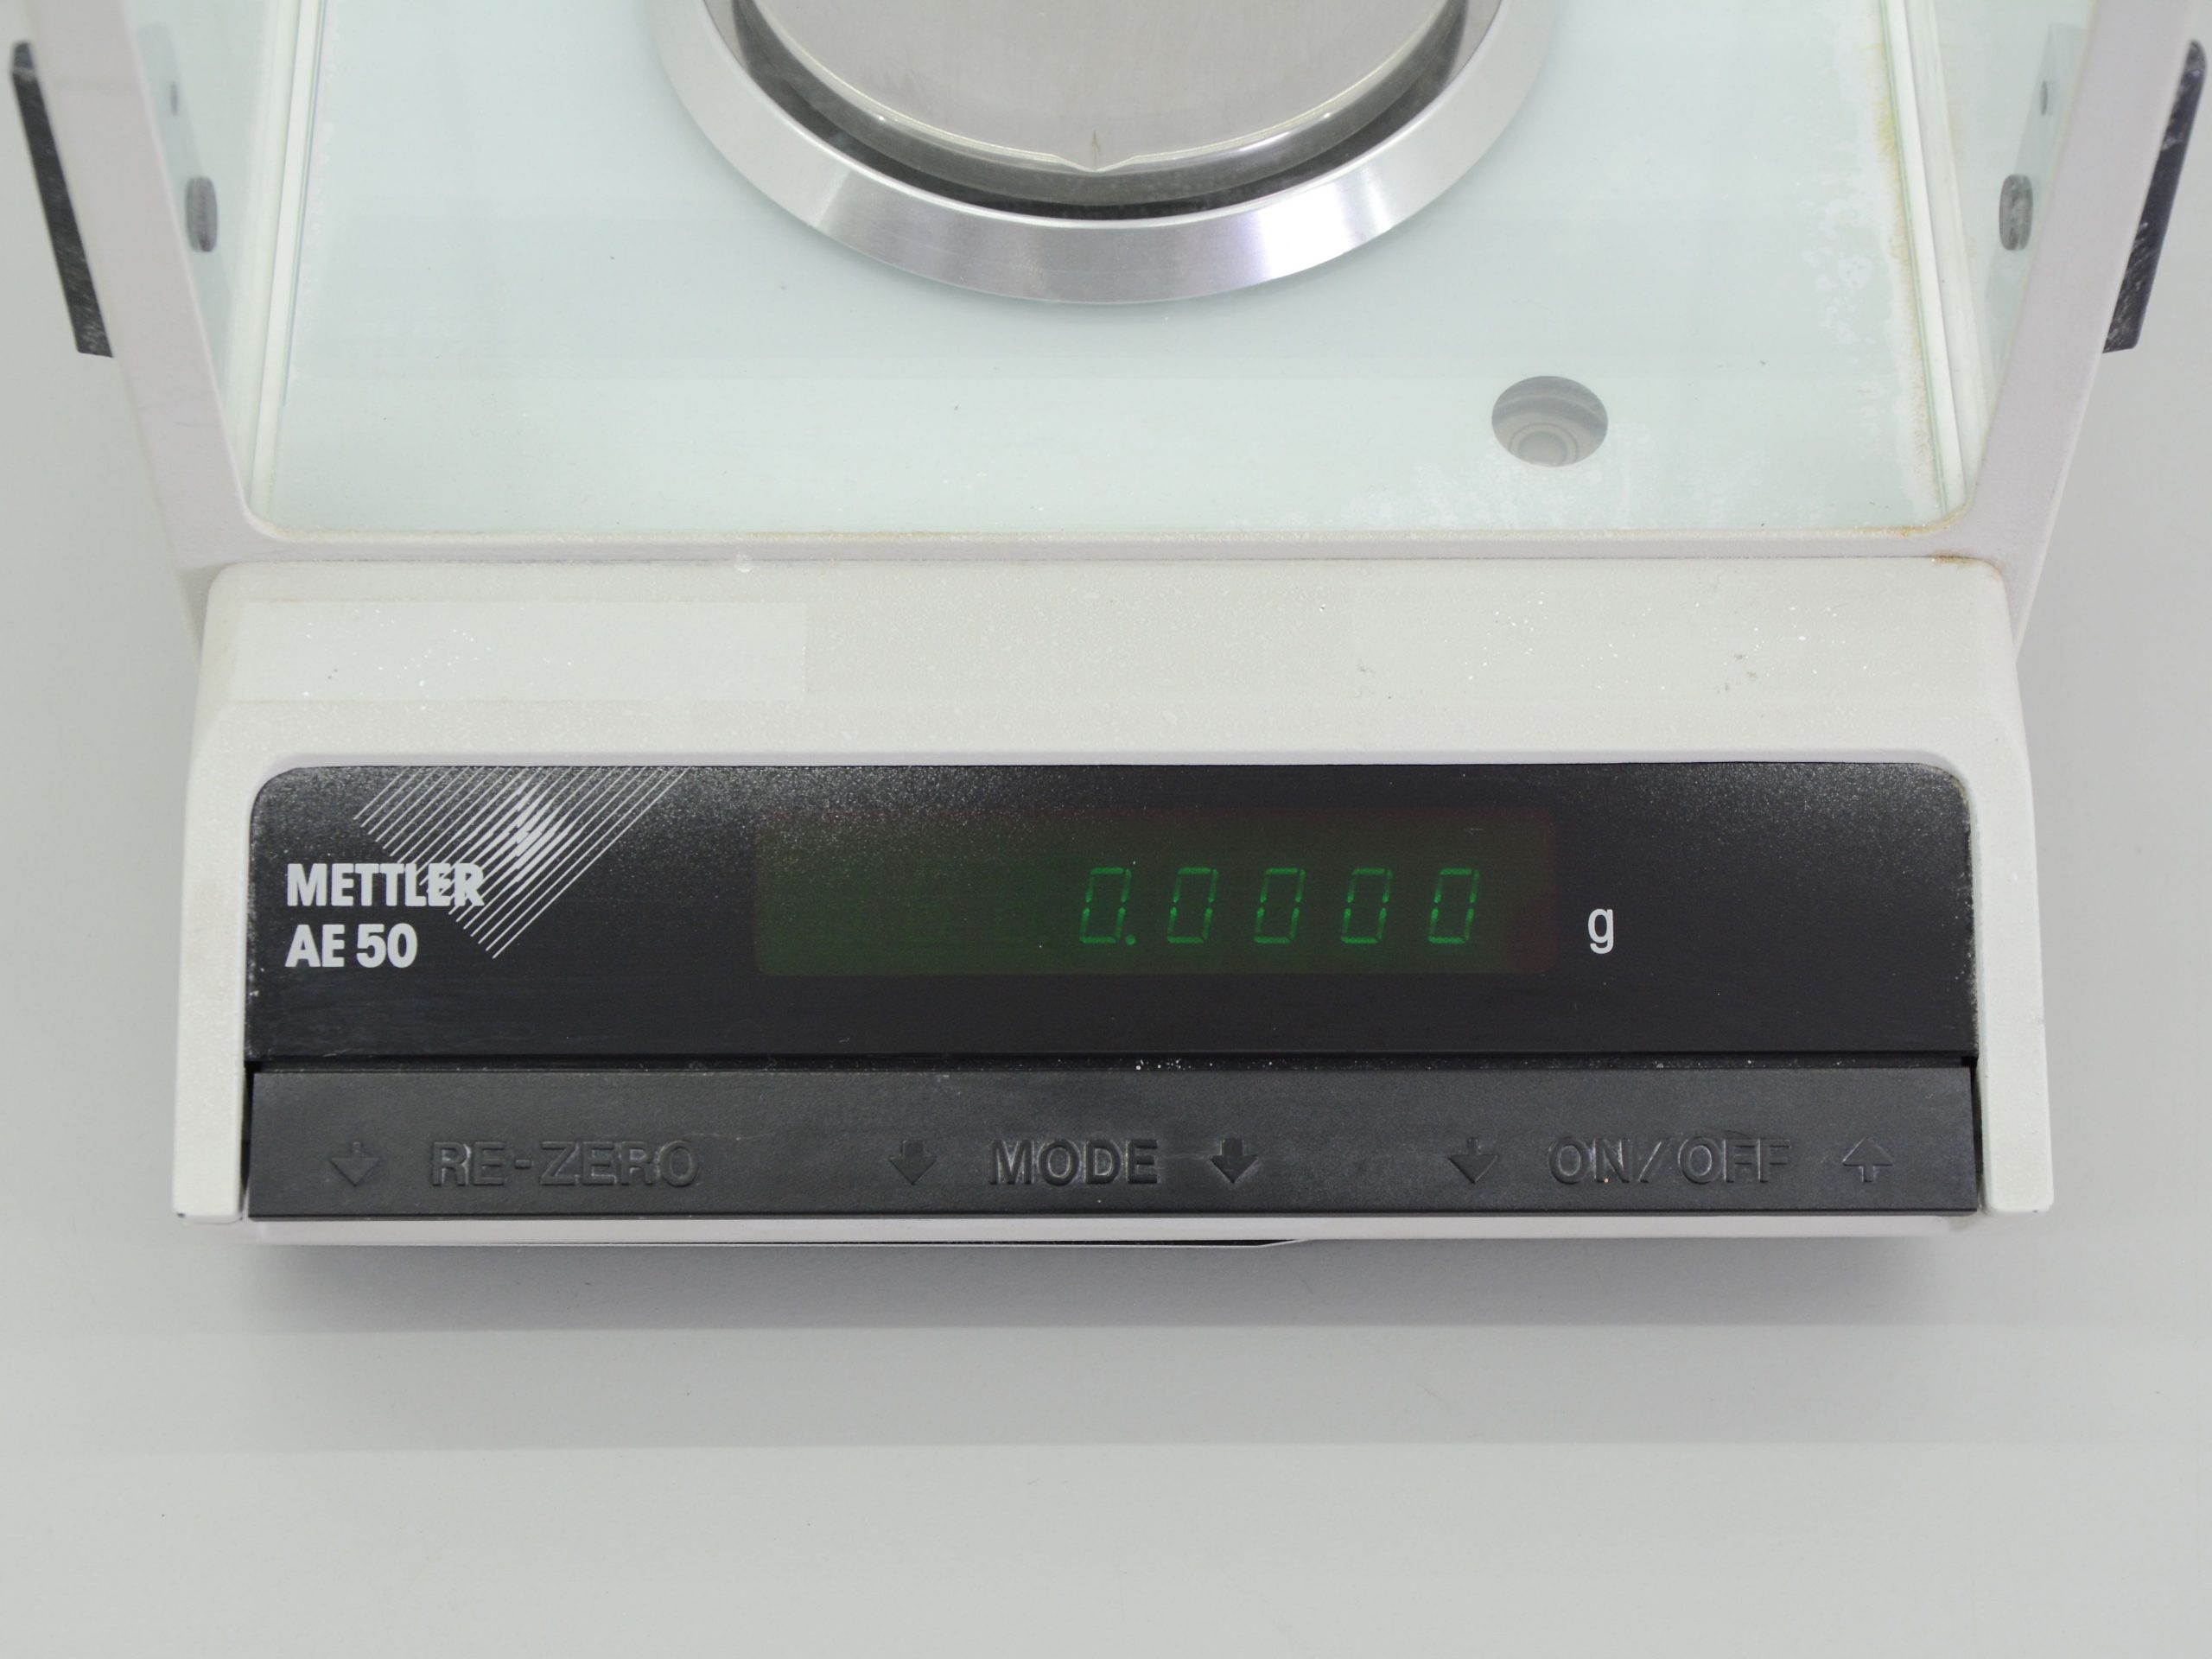 METTLER
AE 50
0.0000 g
RE-ZERO MODE ON/OFF